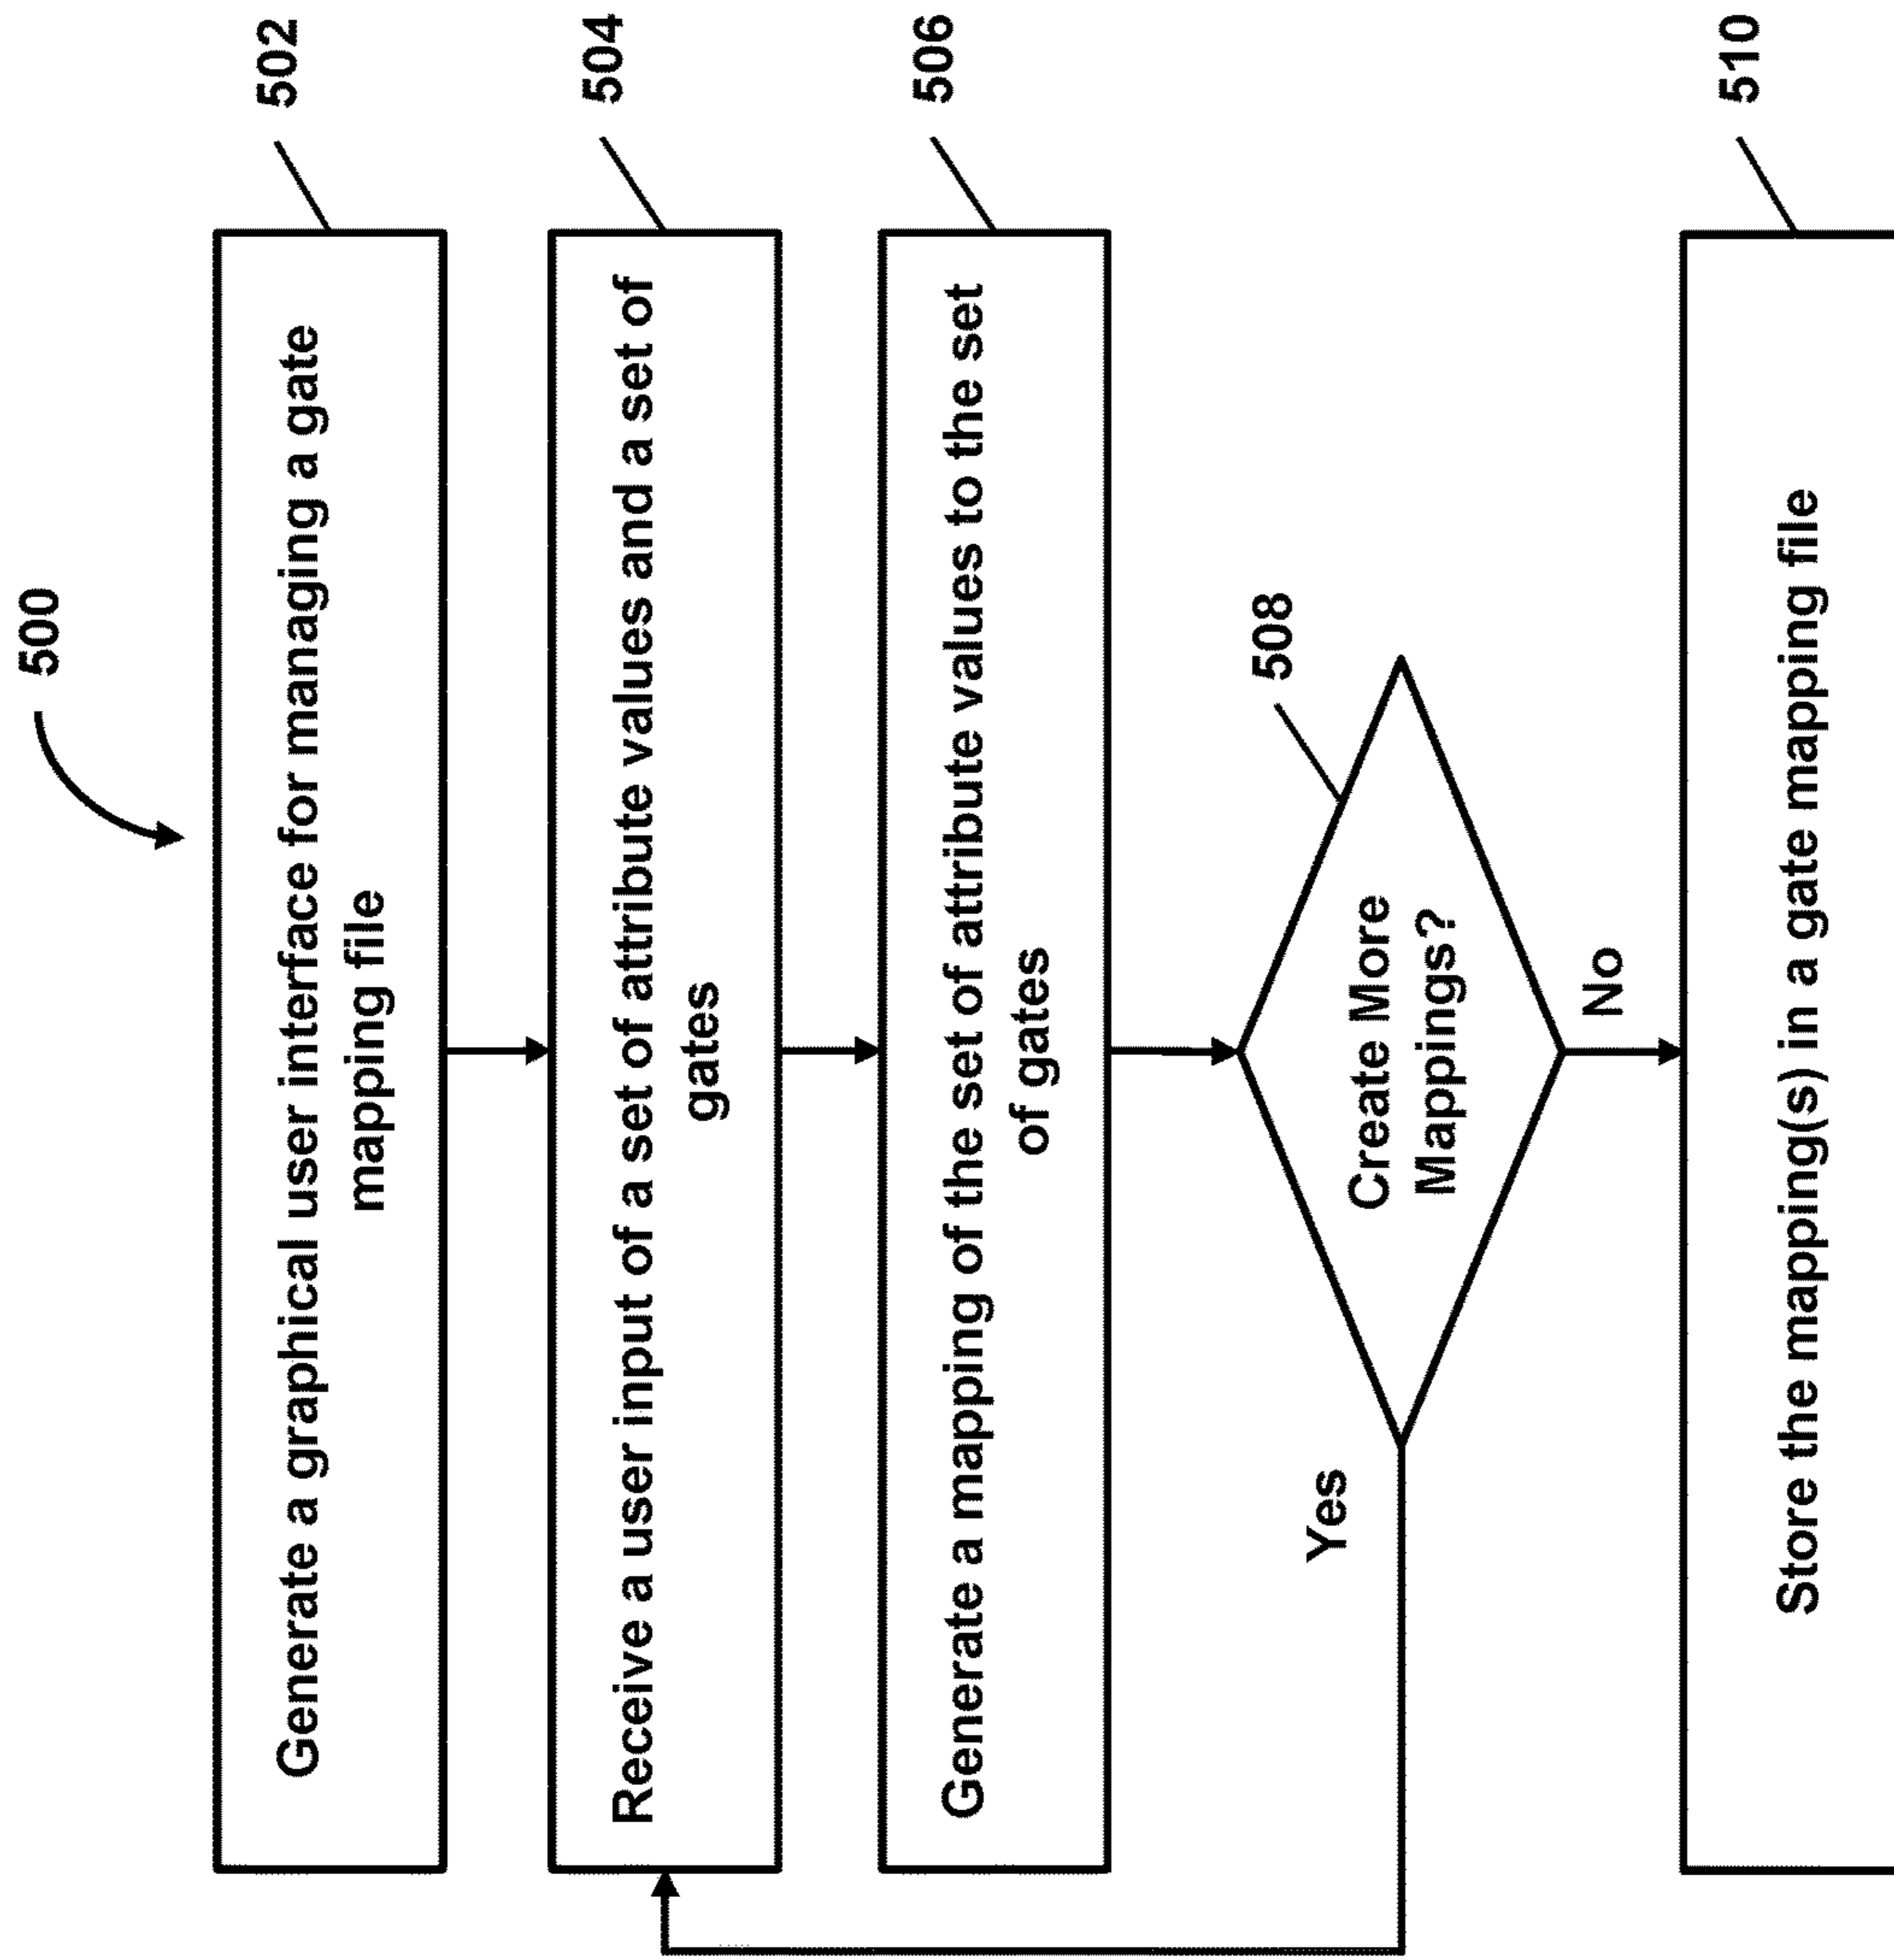 500
Generate a graphical user interface for managing a gate
mapping file
502
Receive a user input of a set of attribute values and a set of
gates
504
Generate a mapping of the set of attribute values to the set
of gates
506
Create More
Mappings?
508
Yes
No
Store the mapping(s) in a gate mapping file
510